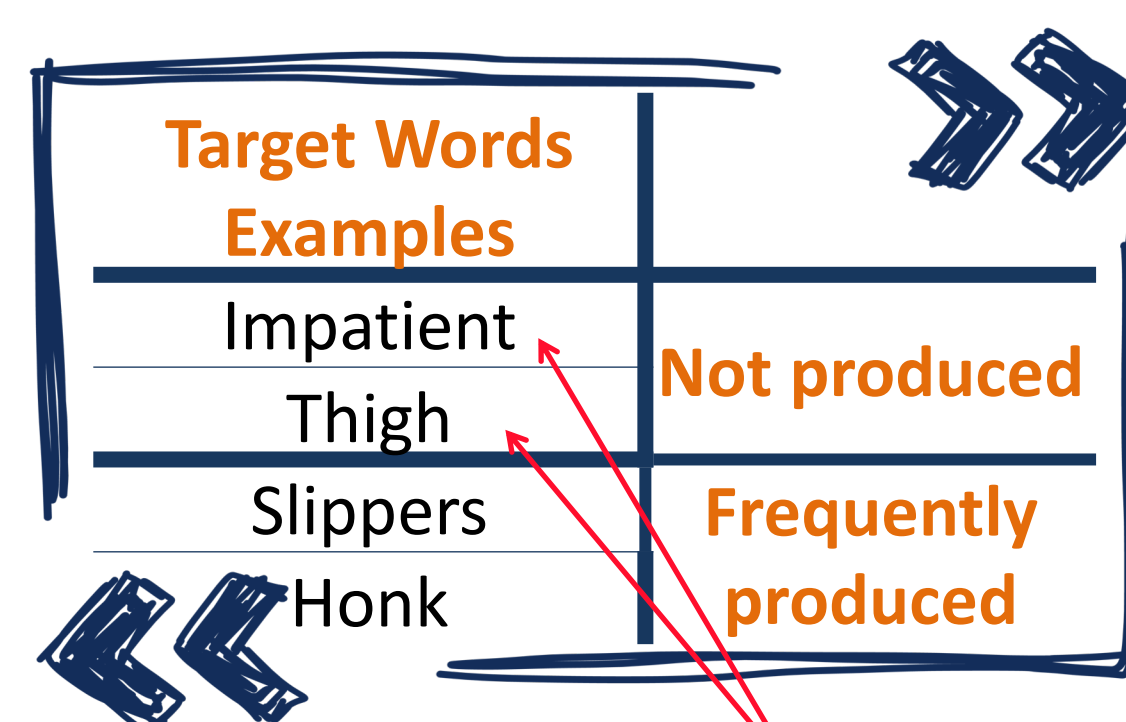 Target Words
Examples
Impatient
Not produced
Thigh
Slippers
Frequently
produced
Honk